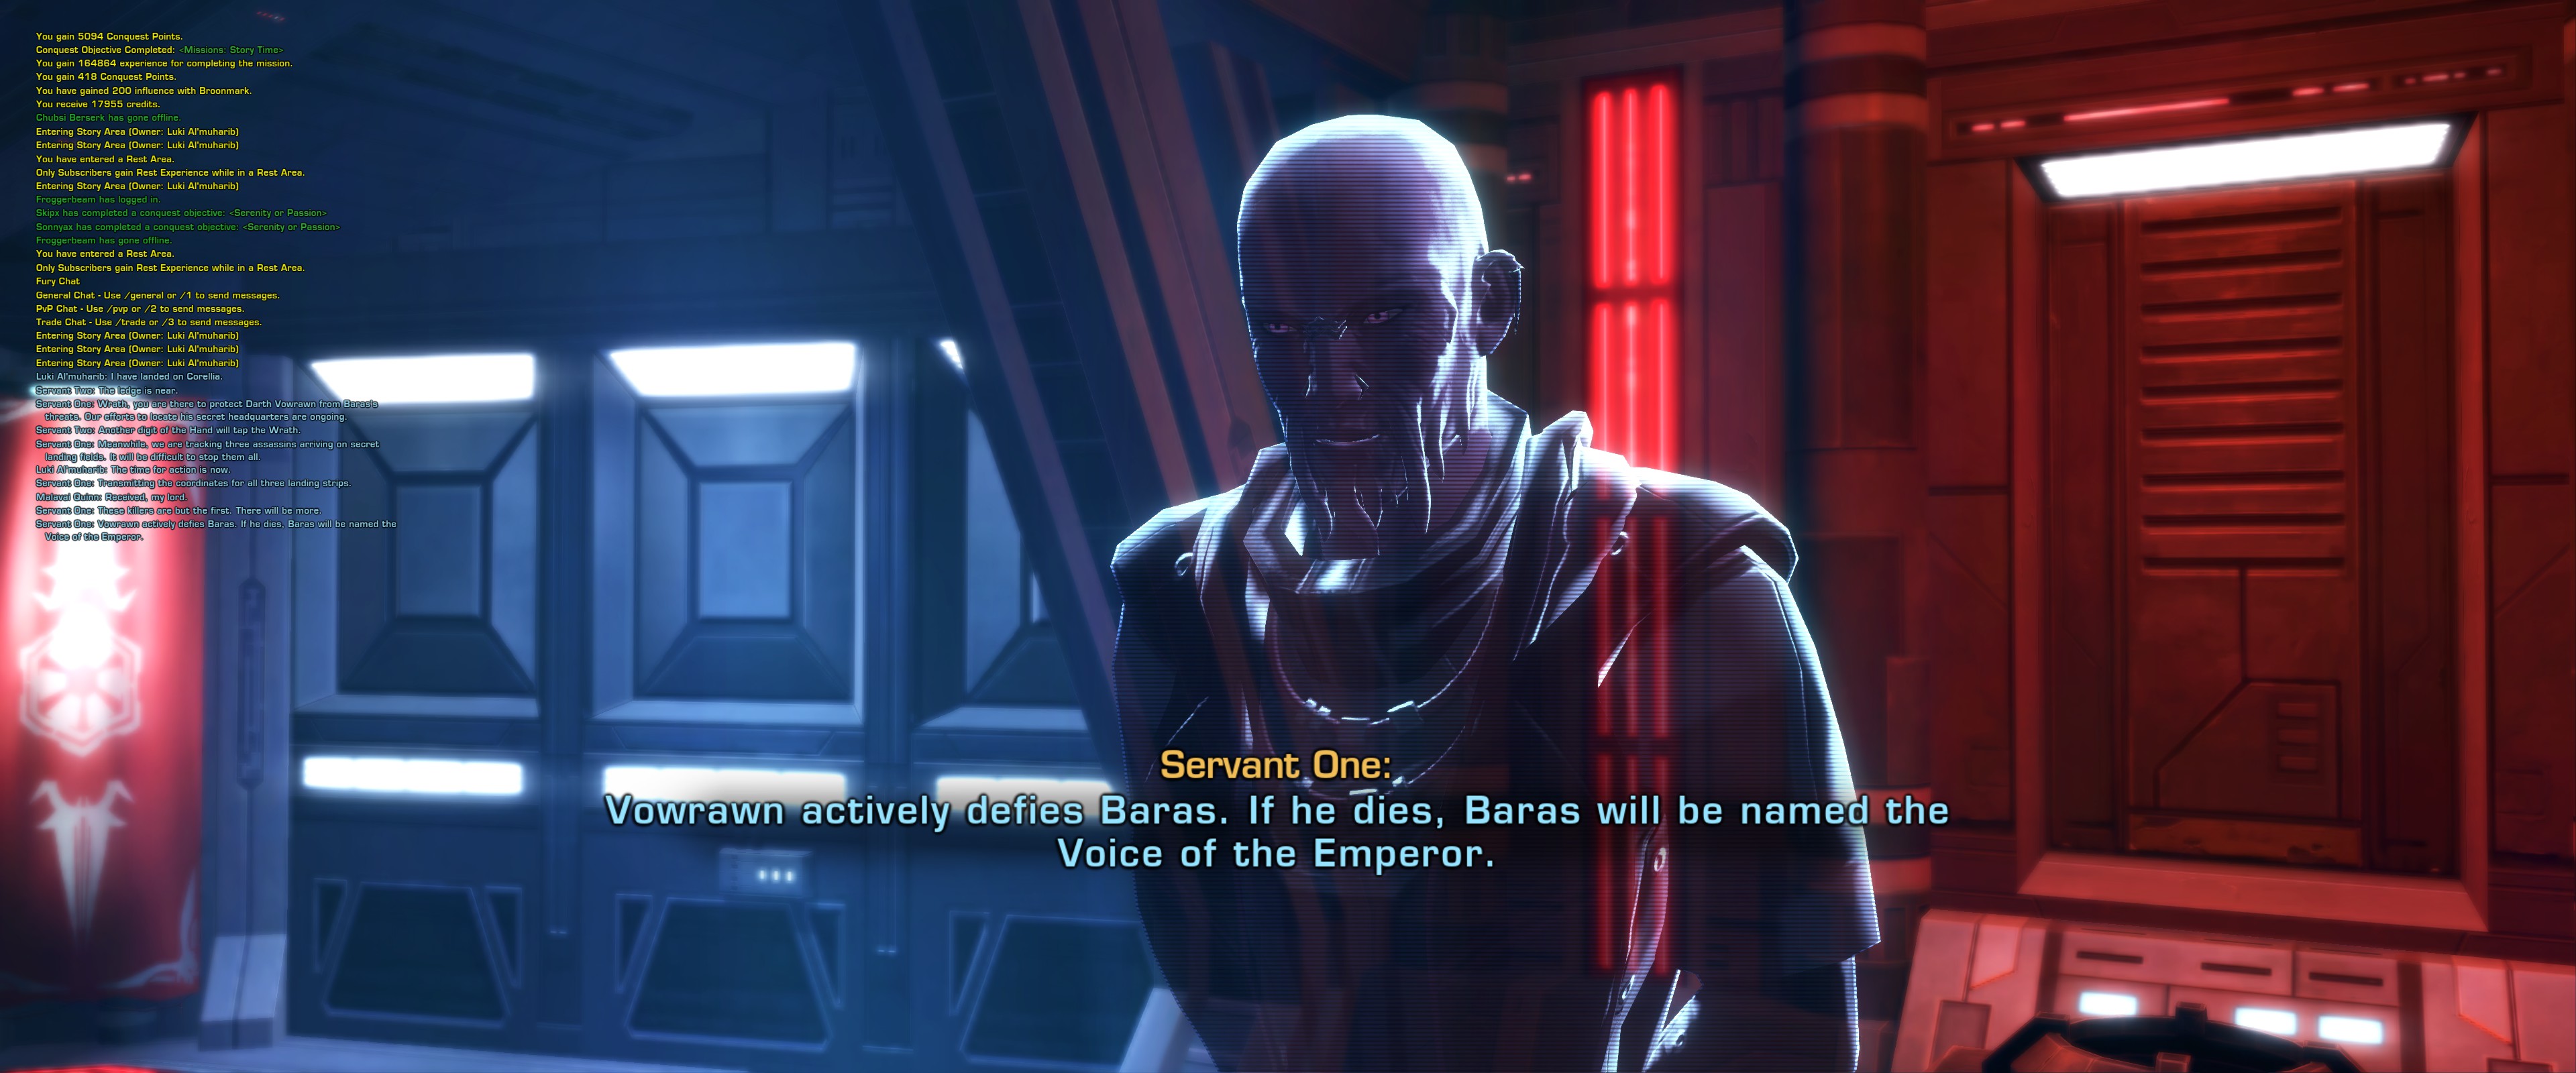 You gain 5094 Conquest Points.
Conquest Objective Completed: <Missions: Story Time>
You gain 164864 experience for completing the mission.
You gain 418 Conquest Points.
You have gained 200 influence with Broonmark.
You receive 17955 credits.
Chubsi Berserk has gone offline.
Entering Story Area (Owner: Luki Al'muharib)
Entering Story Area (Owner: Luki Al'muharib)
You have entered a Rest Area.
Only Subscribers gain Rest Experience while in a Rest Area.
Entering Story Area (Owner: Luki Al'muharib)
Froggerbeam has logged in.
Skipx has completed a conquest objective: <Serenity or Passion>
Sonnyax has completed a conquest objective: <Serenity or Passion>
Froggerbeam has gone offline.
You have entered a Rest Area.
Only Subscribers gain Rest Experience while in a Rest Area.
Fury Chat
General Chat - Use /general or /1 to send messages.
PvP Chat - Use /pvp or /2 to send messages.
Trade Chat - Use /trade or /3 to send messages.
Entering Story Area (Owner: Luki Al'muharib)
Entering Story Area (Owner: Luki Al'muharib)
Entering Story Area (Owner: Luki Al'muharib)
Luki Al'muharib: I have landed on Corellia.
Servant Two: The ledge is near.
Servant One: Wrath, you are there to protect Darth Vowrawn from Baras's
threats. Our efforts to locate his secret headquarters are ongoing.
Servant Two: Another digit of the Hand will tap the Wrath.
Servant One: Meanwhile, we are tracking three assassins arriving on secret
landing fields. It will be difficult to stop them all.
Luki Al'muharib: The time for action is now.
Servant One: Transmitting the coordinates for all three landing strips.
Malavai Quinn: Received, my lord.
Servant One: These killers are but the first. There will be more.
Servant One: Vowrawn actively defies Baras. If he dies, Baras will be named the
Voice of the Emperor.
Servant One:
Vowrawn actively defies Baras. If he dies, Baras will be named the
Voice of the Emperor.